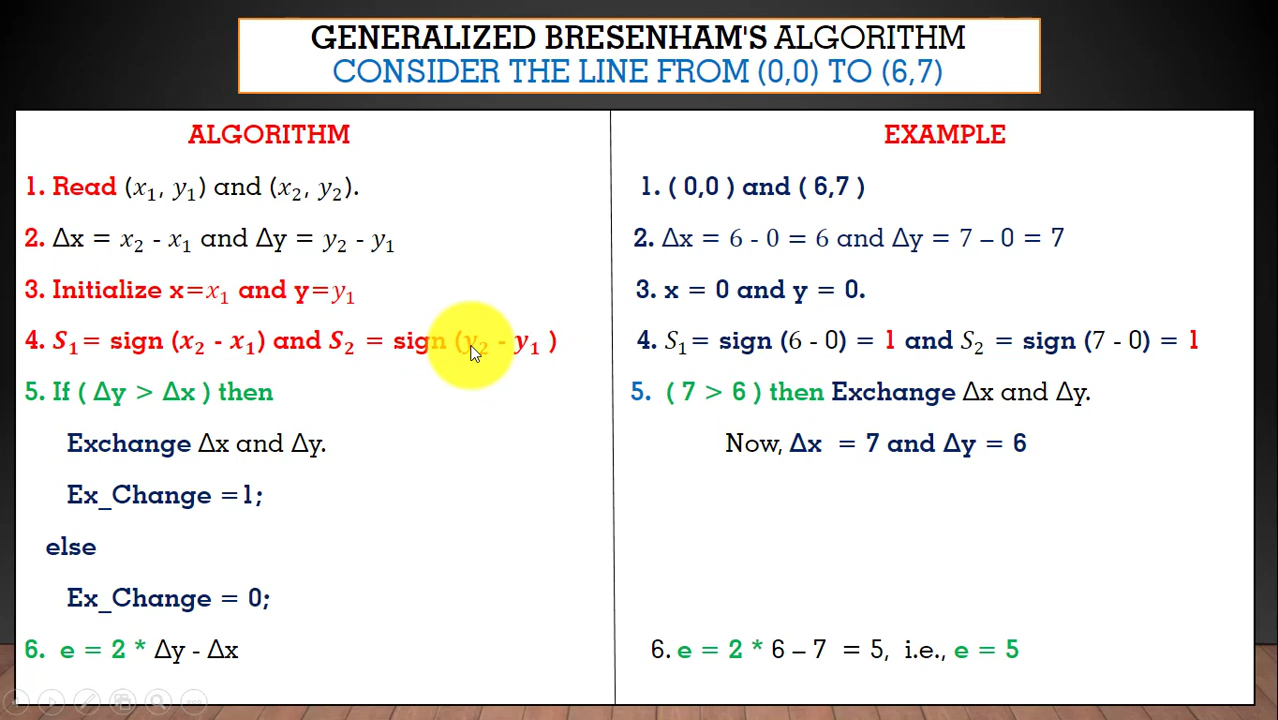 GENERALIZED BRESENHAM'S ALGORITHM
CONSIDER THE LINE FROM (0,0) TO (6,7)
ALGORITHM
1. Read (x₁, y₁) and (x₂, y₂).
2. Δx = x₂ - x₁ and Δy = y₂ - y₁
3. Initialize x=x₁ and y=y₁
4. S₁= sign (x₂ - x₁) and S₂ = sign (y₂ - y₁ )
5. If ( Δy > Δx ) then
Exchange Δx and Δy.
Ex_Change =1;
else
Ex_Change = 0;
6. e = 2 * Δy - Δx
EXAMPLE
1. ( 0,0 ) and ( 6,7 )
2. Δx = 6 - 0 = 6 and Δy = 7 – 0 = 7
3. x = 0 and y = 0.
4. S₁= sign (6 - 0) = 1 and S₂ = sign (7 - 0) = 1
5. ( 7 > 6 ) then Exchange Δx and Δy.
Now, Δx = 7 and Δy = 6
6. e = 2 * 6 – 7 = 5, i.e., e = 5